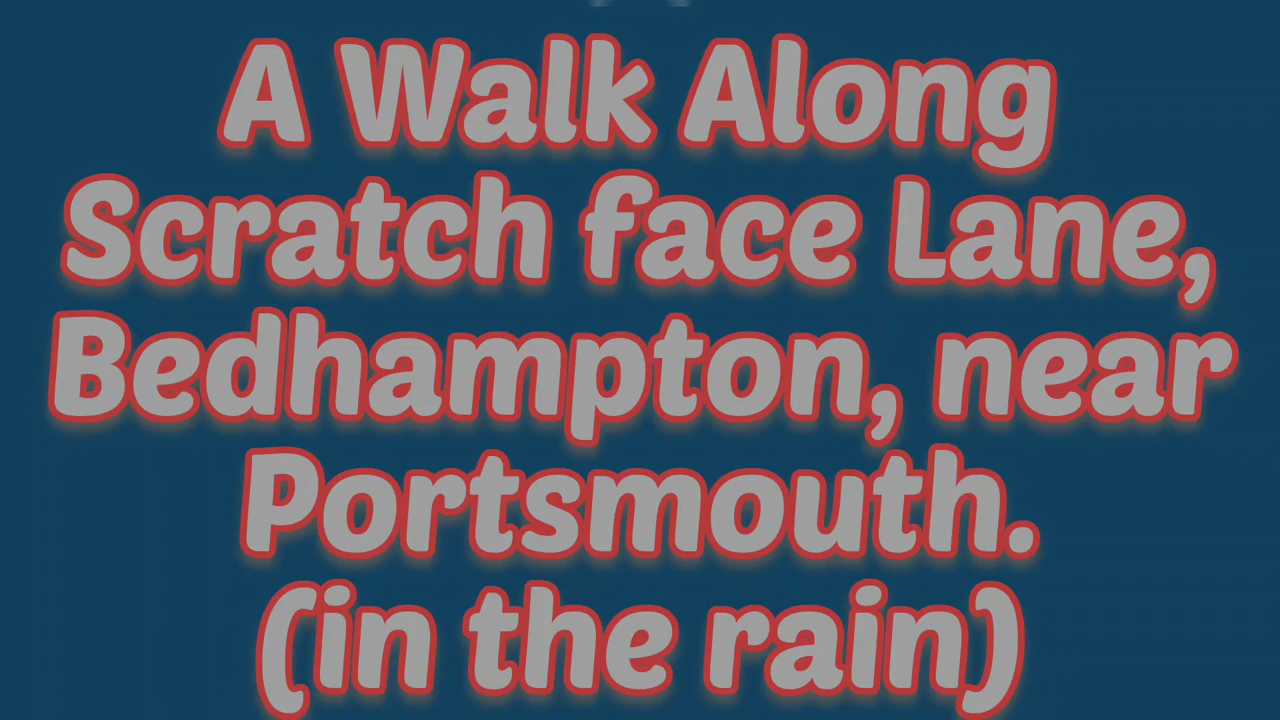 A Walk Along
Scratch face Lane,
Bedhampton, near
Portsmouth.
(in the rain)